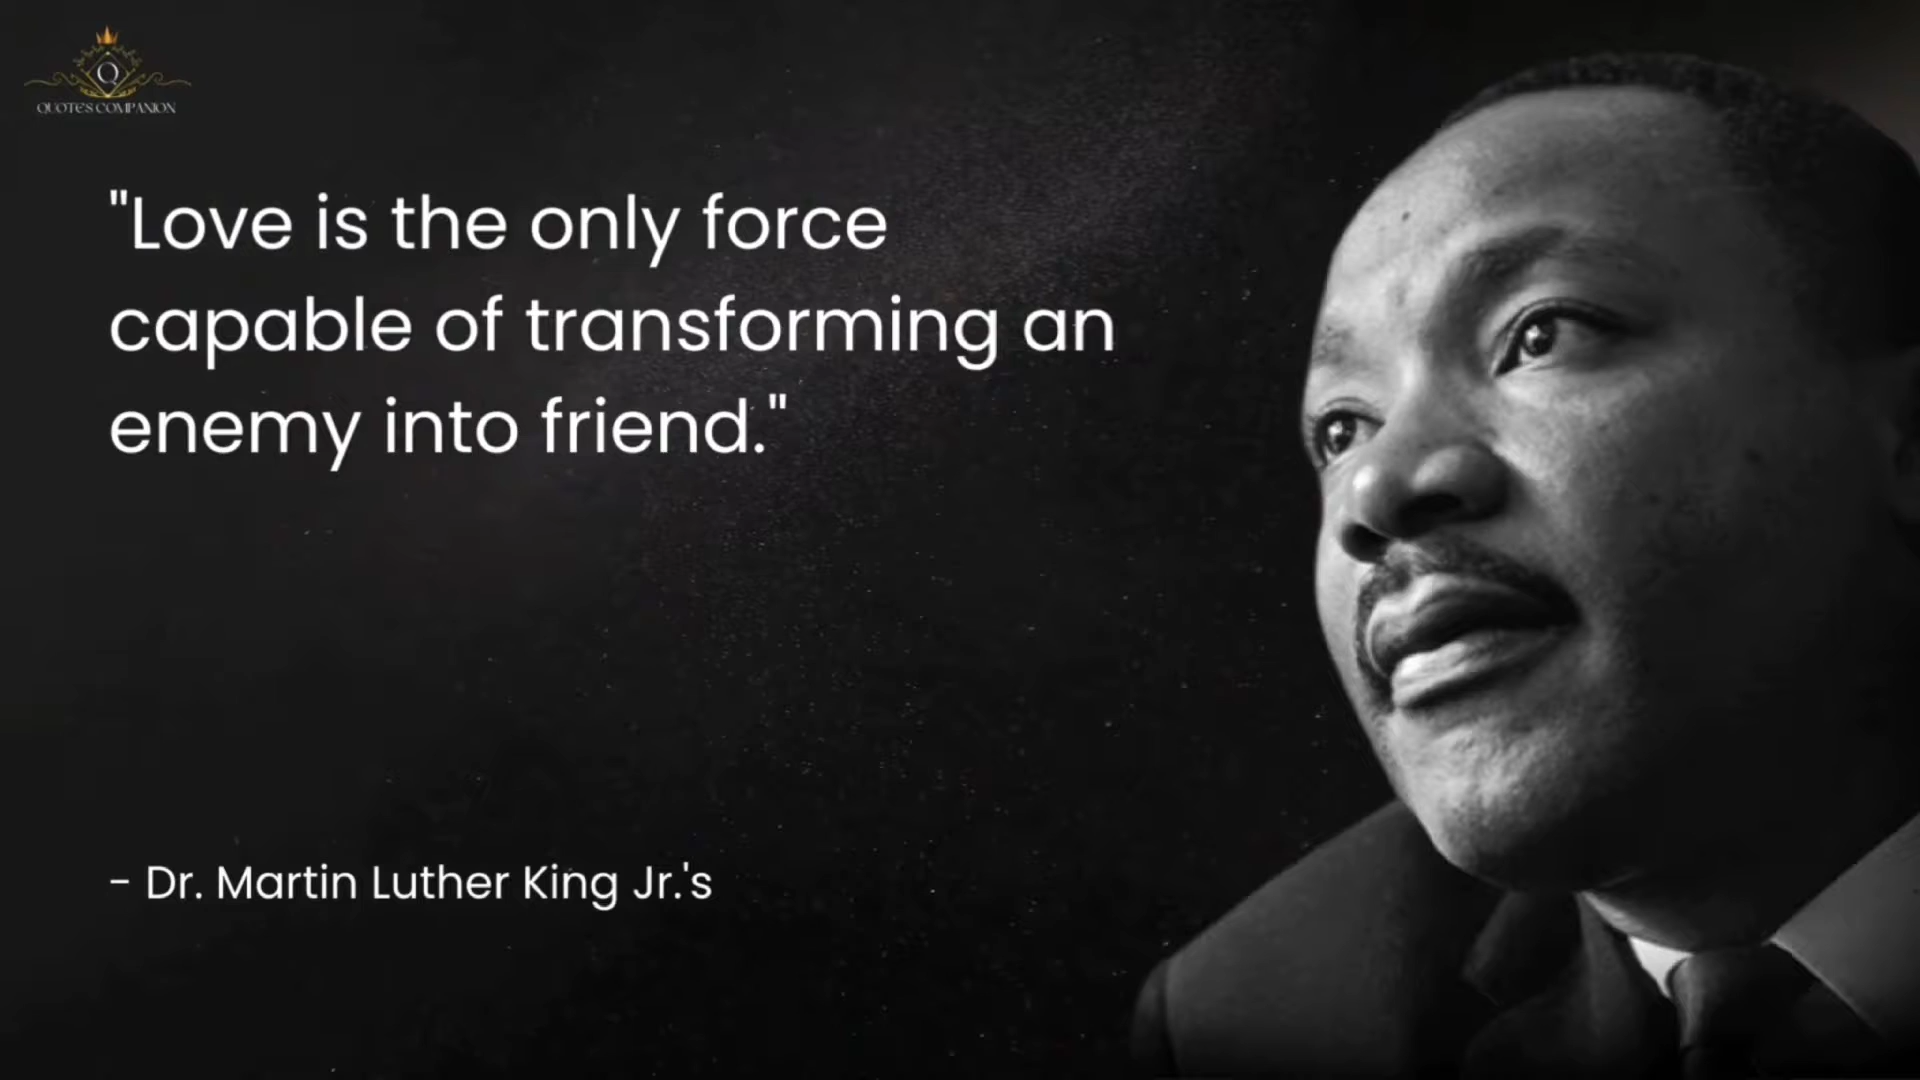 Q
QUOTES COMPANION
"Love is the only force
capable of transforming an
enemy into friend."
- Dr. Martin Luther King Jr.'s